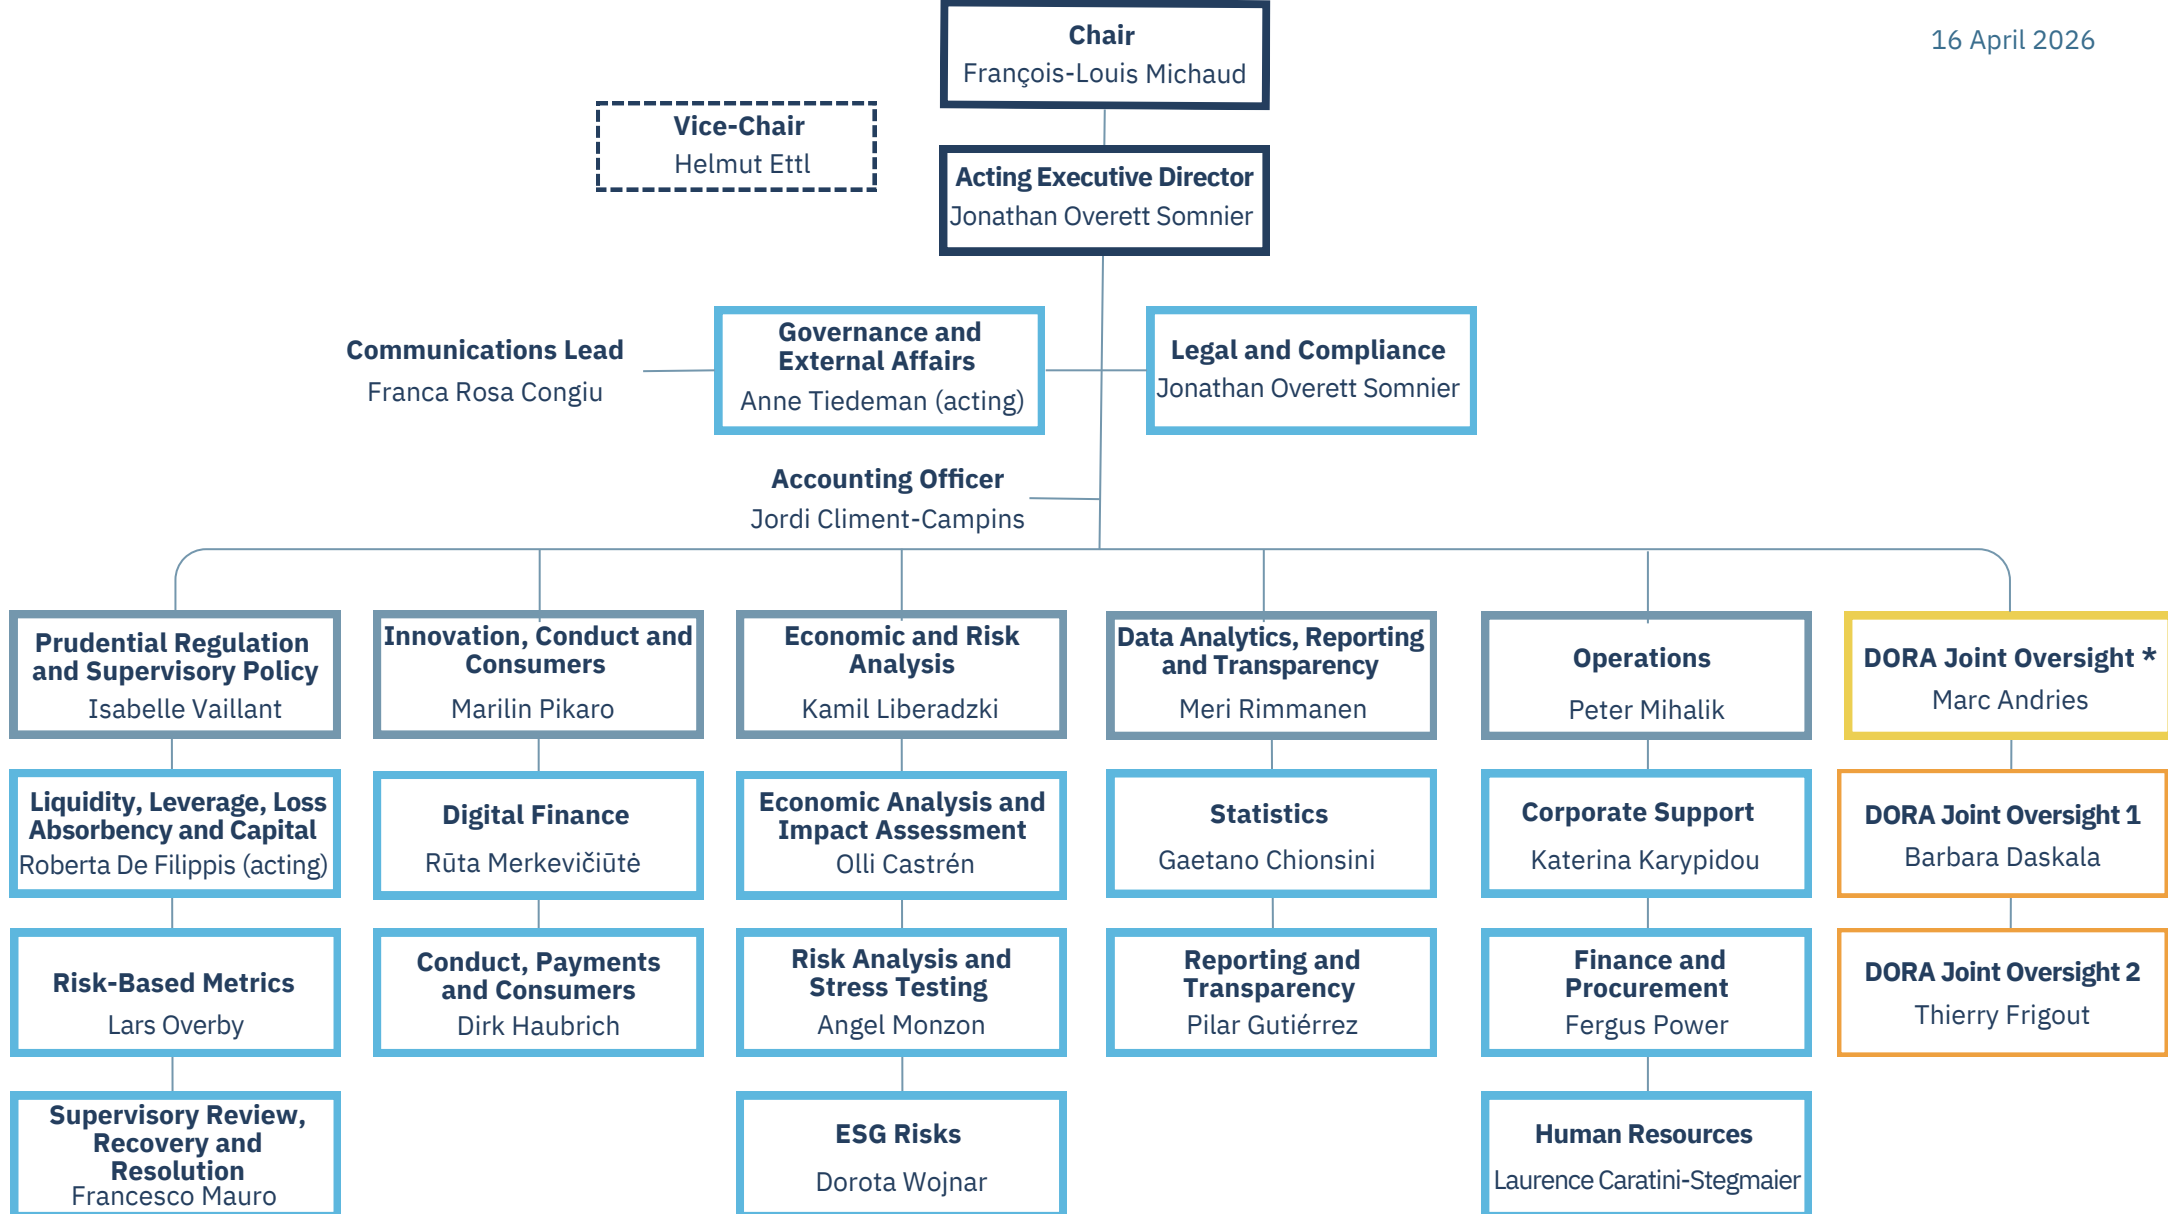 16 April 2026
Chair
François-Louis Michaud
Vice-Chair
Helmut Ettl
Acting Executive Director
Jonathan Overett Somnier
Communications Lead
Franca Rosa Congiu
Governance and
External Affairs
Anne Tiedeman (acting)
Legal and Compliance
Jonathan Overett Somnier
Accounting Officer
Jordi Climent-Campins
Prudential Regulation
and Supervisory Policy
Isabelle Vaillant
Innovation, Conduct and
Consumers
Marilin Pikaro
Economic and Risk
Analysis
Kamil Liberadzki
Data Analytics, Reporting
and Transparency
Meri Rimmanen
Operations
Peter Mihalik
DORA Joint Oversight *
Marc Andries
Liquidity, Leverage, Loss
Absorbency and Capital
Roberta De Filippis (acting)
Digital Finance
Rūta Merkevičiūtė
Economic Analysis and
Impact Assessment
Olli Castrén
Statistics
Gaetano Chionsini
Corporate Support
Katerina Karypidou
DORA Joint Oversight 1
Barbara Daskala
Risk-Based Metrics
Lars Overby
Conduct, Payments
and Consumers
Dirk Haubrich
Risk Analysis and
Stress Testing
Angel Monzon
Reporting and
Transparency
Pilar Gutiérrez
Finance and
Procurement
Fergus Power
DORA Joint Oversight 2
Thierry Frigout
Supervisory Review,
Recovery and
Resolution
Francesco Mauro
ESG Risks
Dorota Wojnar
Human Resources
Laurence Caratini-Stegmaier